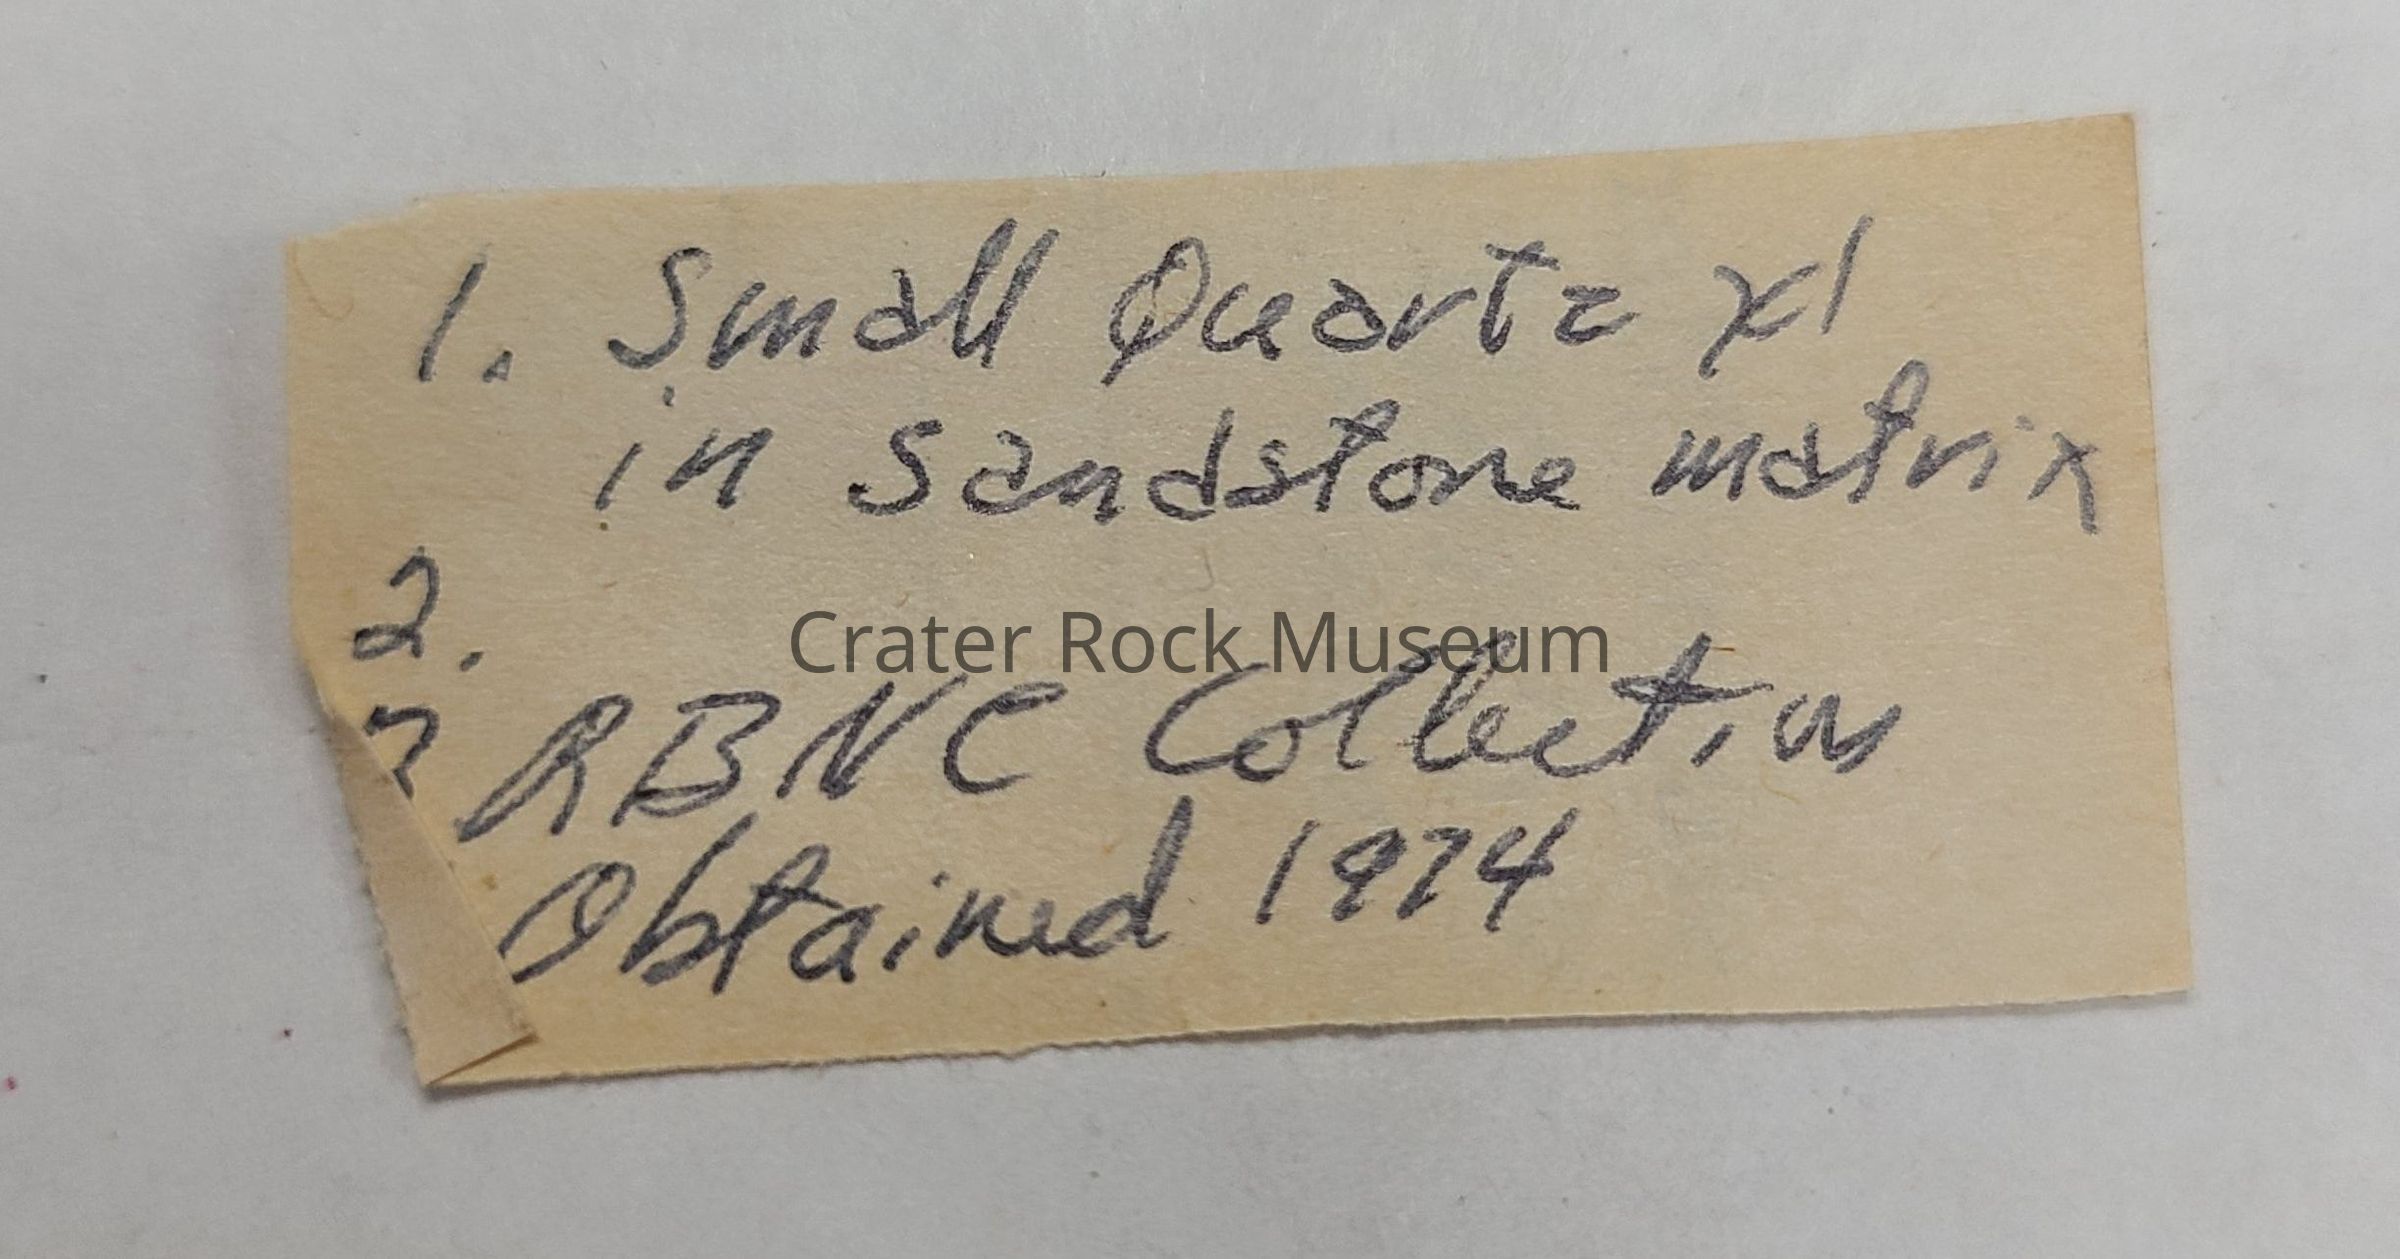 1. Small Quartz xl
in Sandstone matrix
2.
Crater Rock Museum
RBNC Collection
Obtained 1974